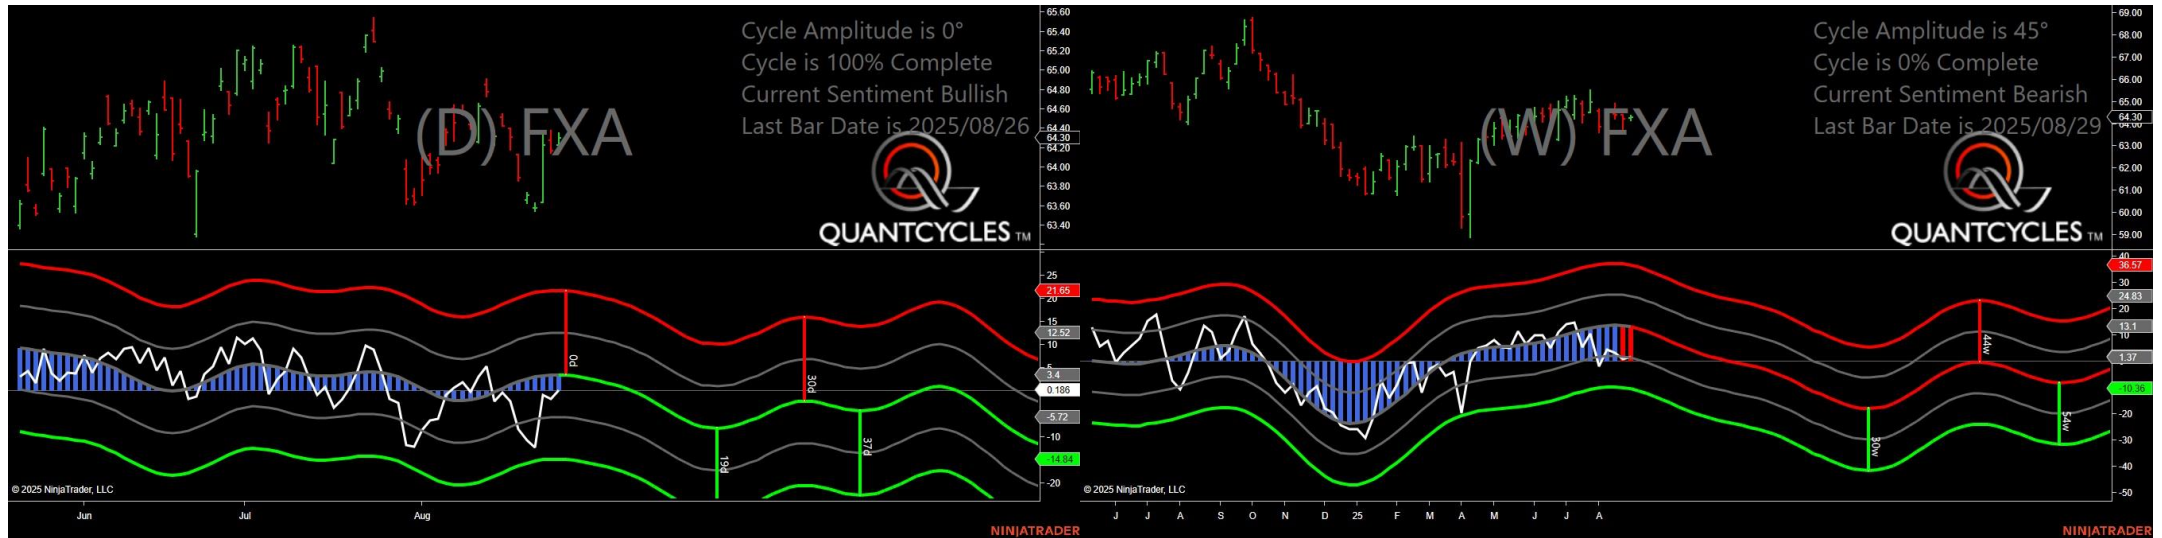 Cycle Amplitude is 0°
Cycle is 100% Complete
Current Sentiment Bullish
Last Bar Date is 2025/08/26
(D) FXA
QUANTCYCLES TM
65.60
65.40
65.20
65.00
64.80
64.60
64.40
64.30
64.20
64.00
63.80
63.60
63.40
25
21.65
20
15
12.52
10
3.4
0.186
-5.72
-10
-14.84
-20
0d
19d
30d
37d
© 2025 NinjaTrader, LLC
Jun
Jul
Aug
NINJATRADER
Cycle Amplitude is 45°
Cycle is 0% Complete
Current Sentiment Bearish
Last Bar Date is 2025/08/29
(W) FXA
QUANTCYCLES TM
69.00
68.00
67.00
66.00
65.00
64.30
64.00
63.00
62.00
61.00
60.00
59.00
40
36.57
30
24.83
13.1
10
1.37
-10.36
-20
-30
-40
-50
30w
44w
54w
© 2025 NinjaTrader, LLC
J
J
A
S
O
N
D
25
F
M
A
M
J
J
A
NINJATRADER